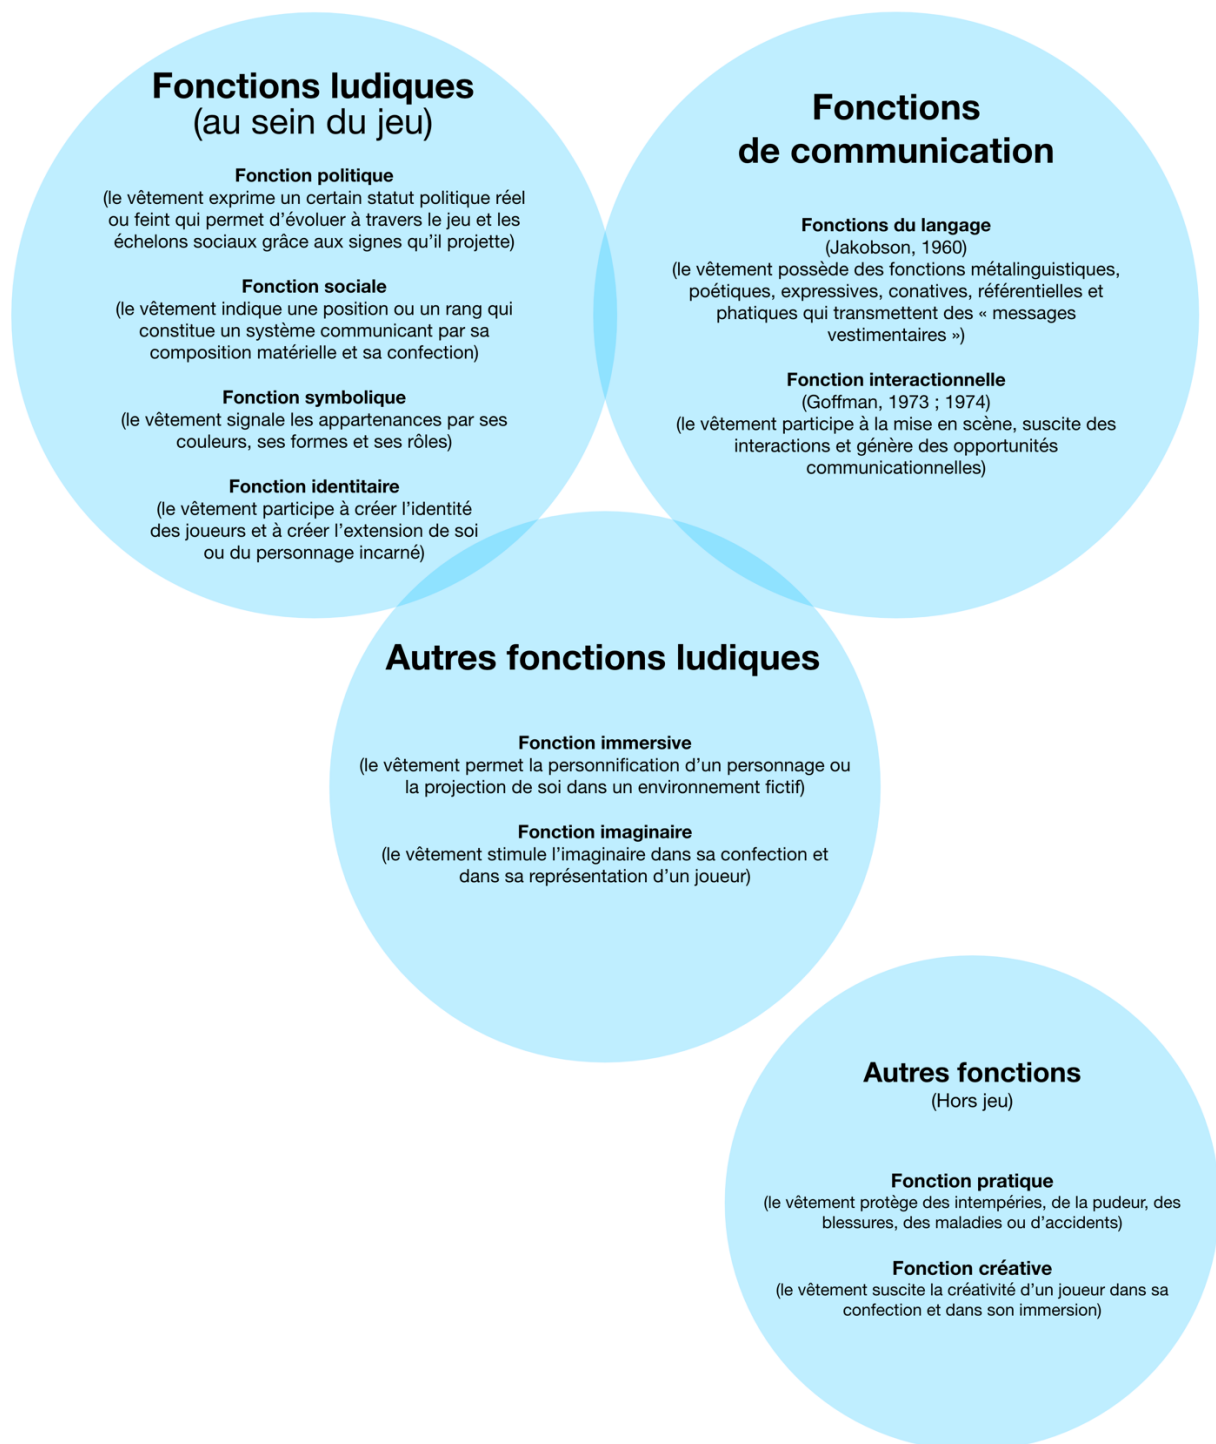 Fonctions ludiques
(au sein du jeu)
Fonction politique
(le vêtement exprime un certain statut politique réel
ou feint qui permet d’évoluer à travers le jeu et les
échelons sociaux grâce aux signes qu’il projette)
Fonction sociale
(le vêtement indique une position ou un rang qui
constitue un système communicant par sa
composition matérielle et sa confection)
Fonction symbolique
(le vêtement signale les appartenances par ses
couleurs, ses formes et ses rôles)
Fonction identitaire
(le vêtement participe à créer l’identité
des joueurs et à créer l’extension de soi
ou du personnage incarné)
Fonctions
de communication
Fonctions du langage
(Jakobson, 1960)
(le vêtement possède des fonctions métalinguistiques,
poétiques, expressives, conatives, référentielles et
phatiques qui transmettent des « messages
vestimentaires »)
Fonction interactionnelle
(Goffman, 1973 ; 1974)
(le vêtement participe à la mise en scène, suscite des
interactions et génère des opportunités
communicationnelles)
Autres fonctions ludiques
Fonction immersive
(le vêtement permet la personnification d’un personnage ou
la projection de soi dans un environnement fictif)
Fonction imaginaire
(le vêtement stimule l’imaginaire dans sa confection et
dans sa représentation d’un joueur)
Autres fonctions
(Hors jeu)
Fonction pratique
(le vêtement protège des intempéries, de la pudeur, des
blessures, des maladies ou d’accidents)
Fonction créative
(le vêtement suscite la créativité d’un joueur dans sa
confection et dans son immersion)